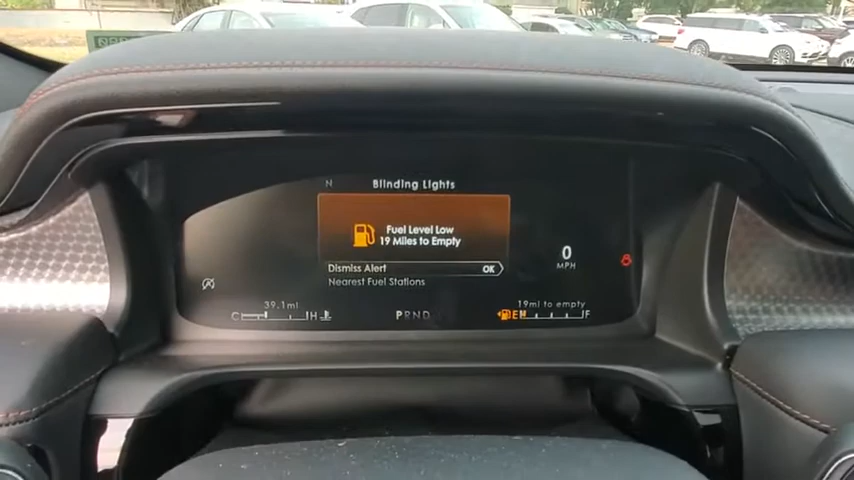 N
Blinding Lights
Fuel Level Low
19 Miles to Empty
Dismiss Alert OK
Nearest Fuel Stations
0
MPH
39.1mi
19mi to empty
C H
PRND
E F